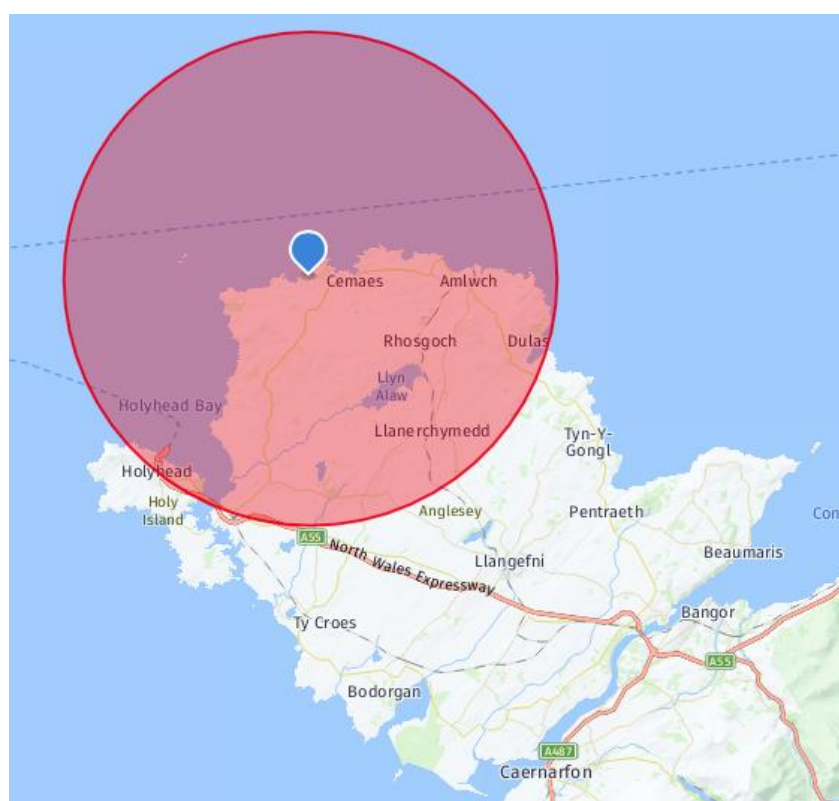 Cemaes
Amlwch
Rhosgoch
Dulas
Llyn
Alaw
Holyhead Bay
Llanerchymedd
Tyn-Y-
Gongl
Holyhead
Holy
Island
Anglesey
Pentraeth
Con
A55
North Wales Expressway
Beaumaris
Llangefni
Ty Croes
Bangor
A55
Bodorgan
A487
Caernarfon